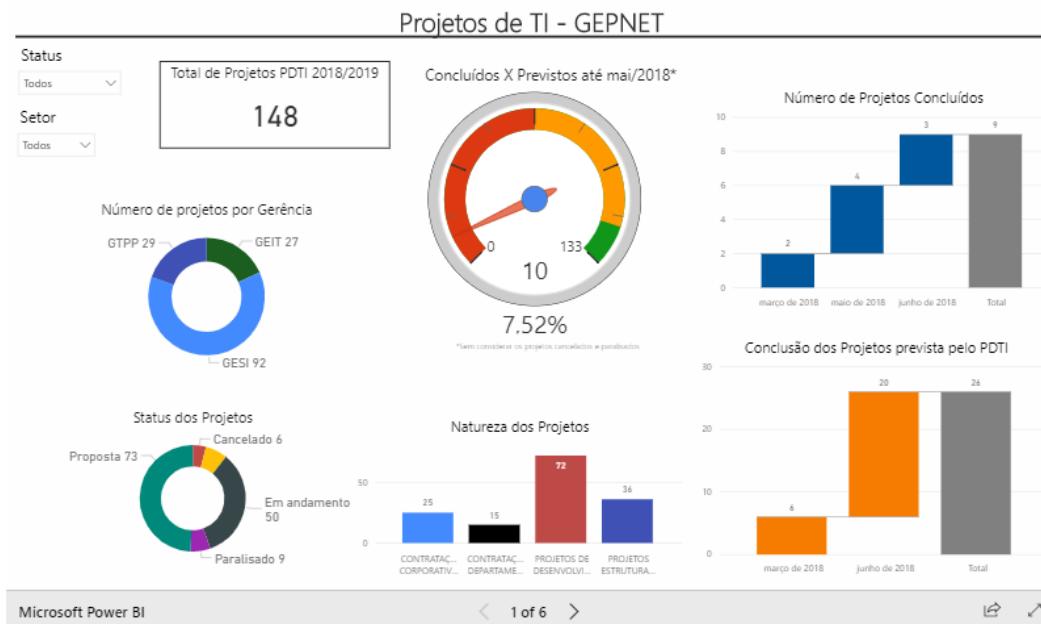 Projetos de TI - GEPNET
Status
Todos
Setor
Todos
Total de Projetos PDTI 2018/2019
148
Concluídos X Previstos até mai/2018*
0
133
10
7,52%
*Sem considerar os projetos cancelados e paralisados
Número de Projetos Concluídos
10
8
6
4
2
0
2
4
3
9
março de 2018
maio de 2018
junho de 2018
Total
Número de projetos por Gerência
GTPP 29
GEIT 27
GESI 92
Status dos Projetos
Cancelado 6
Proposta 73
Em andamento
50
Paralisado 9
Natureza dos Projetos
50
0
25
15
72
36
CONTRATAÇ...
CORPORATIV...
CONTRATAÇ...
DEPARTAME...
PROJETOS DE
DESENVOLVI...
PROJETOS
ESTRUTURA...
Conclusão dos Projetos prevista pelo PDTI
30
20
10
0
6
20
26
março de 2018
junho de 2018
Total
Microsoft Power BI
1 of 6